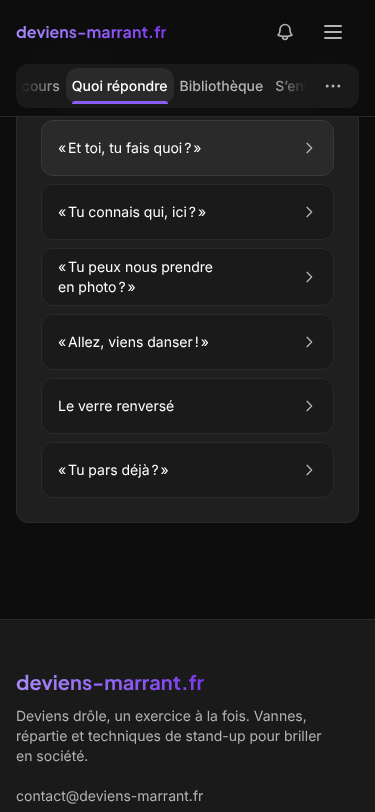 deviens-marrant.fr
cours Quoi répondre Bibliothèque S'en
« Et toi, tu fais quoi ? »
« Tu connais qui, ici ? »
« Tu peux nous prendre
en photo ? »
« Allez, viens danser ! »
Le verre renversé
« Tu pars déjà ? »
deviens-marrant.fr
Deviens drôle, un exercice à la fois. Vannes,
répartie et techniques de stand-up pour briller
en société.
contact@deviens-marrant.fr